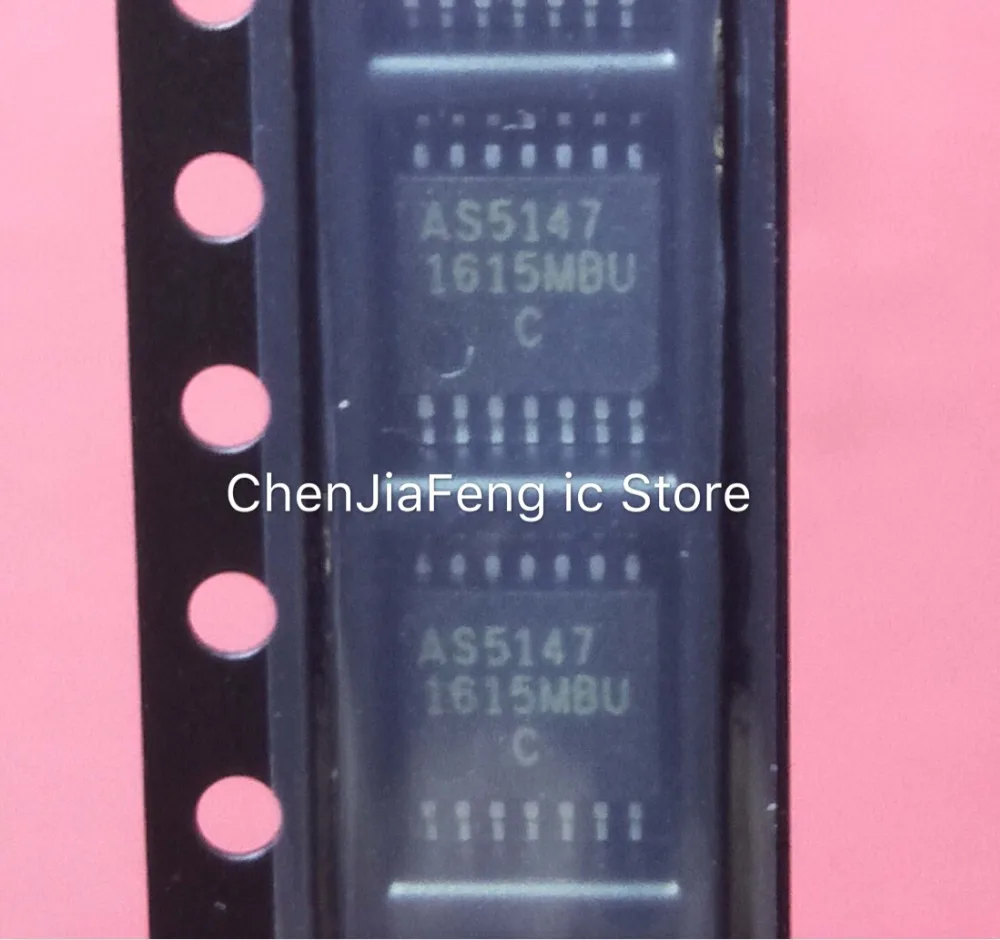 AS5147
1615MBU
C
ChenJiaFeng ic Store
AS5147
1615MBU
C